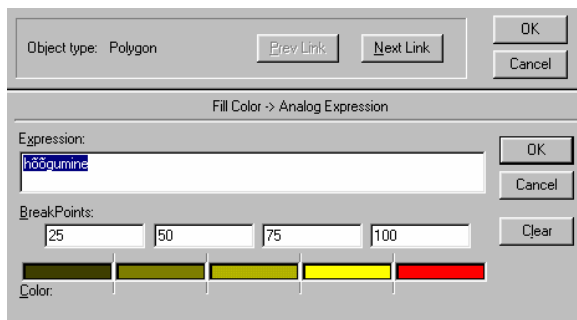 Object type: Polygon Prev Link Next Link OK
Cancel
Fill Color -> Analog Expression
Expression:
hõõgumine
OK
Cancel
BreakPoints:
25 50 75 100 Clear
Color: